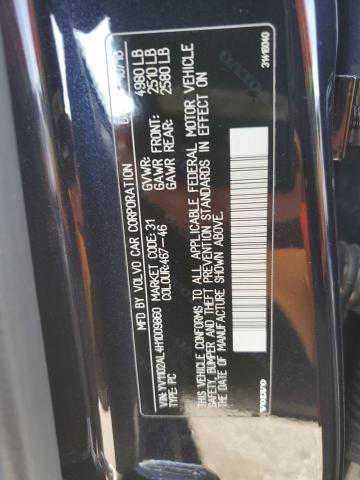 MFD BY VOLVO CAR CORPORATION
GVWR: 4980 LB
GAWR FRONT: 2510 LB
GAWR REAR: 2580 LB
VIN: YV1102AL4H1009860 MARKET CODE: 31
TYPE: PC COLOUR: 467-46
THIS VEHICLE CONFORMS TO ALL APPLICABLE FEDERAL MOTOR VEHICLE
SAFETY, BUMPER AND THEFT PREVENTION STANDARDS IN EFFECT ON
THE DATE OF MANUFACTURE SHOWN ABOVE.
VOLVO
31416040